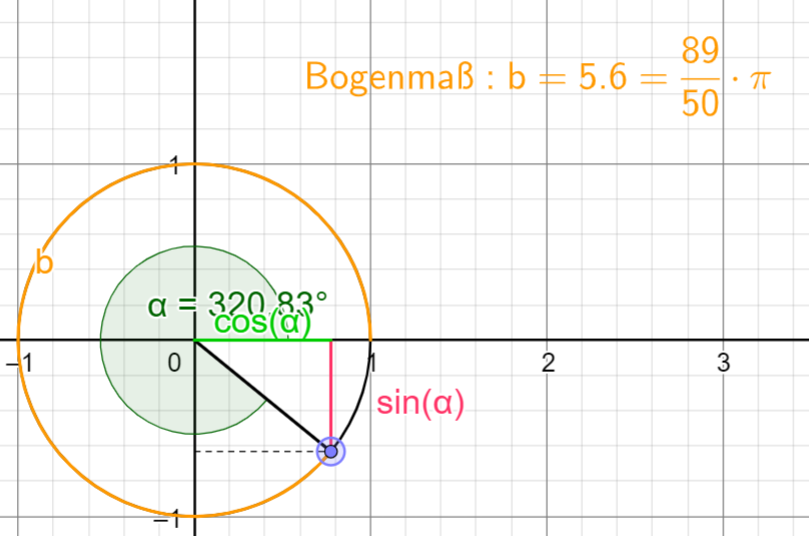 Bogenmaß : b = 5.6 = 89/50 · π
1
b
α = 320.83°
cos(α)
−1
0
1
2
3
sin(α)
−1